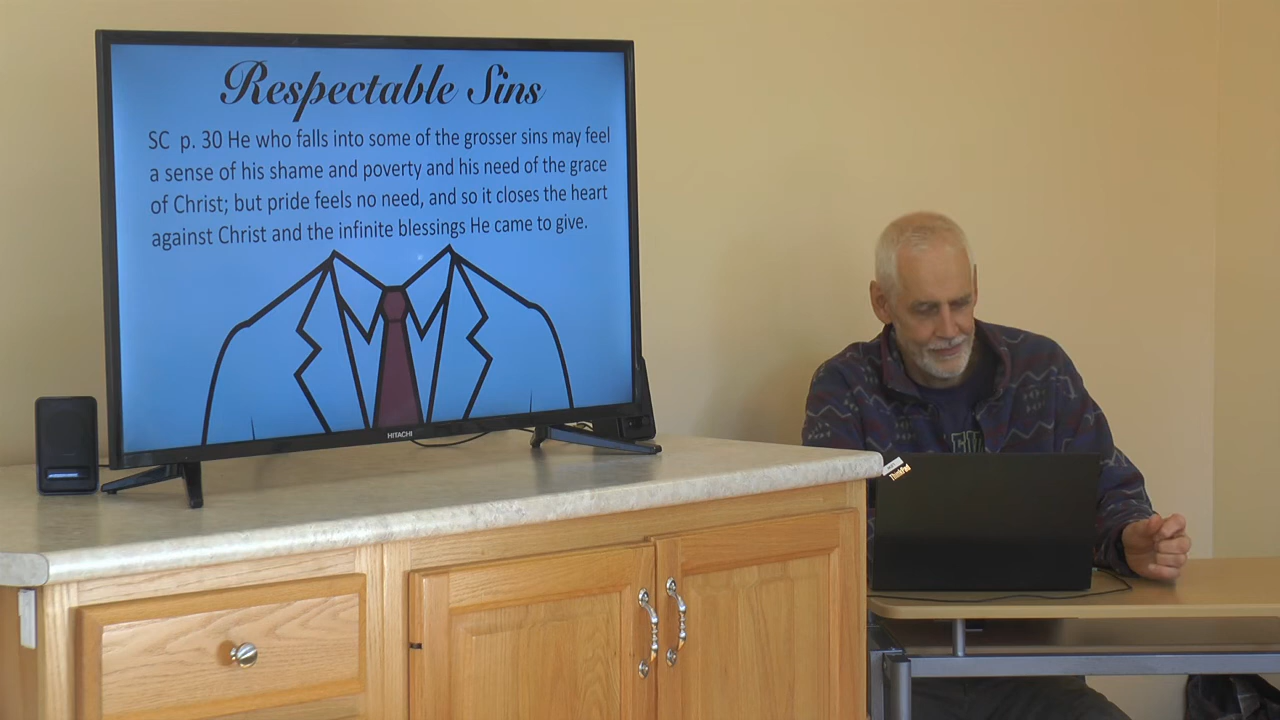 Respectable Sins
SC p. 30 He who falls into some of the grosser sins may feel
a sense of his shame and poverty and his need of the grace
of Christ; but pride feels no need, and so it closes the heart
against Christ and the infinite blessings He came to give.
HITACHI
ThinkPad